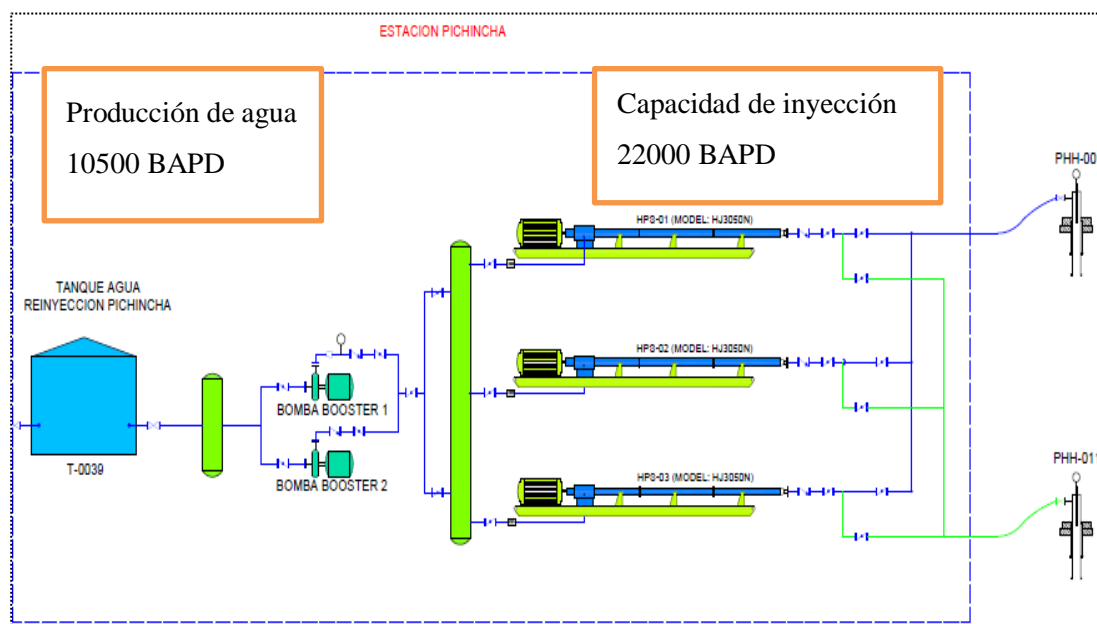 ESTACION PICHINCHA
Producción de agua
10500 BAPD
Capacidad de inyección
22000 BAPD
PHH-00
HPS-01 (MODEL: HJ3050N)
TANQUE AGUA
REINYECCION PICHINCHA
HPS-02 (MODEL: HJ3050N)
BOMBA BOOSTER 1
PHH-011
T-0039
BOMBA BOOSTER 2
HPS-03 (MODEL: HJ3050N)